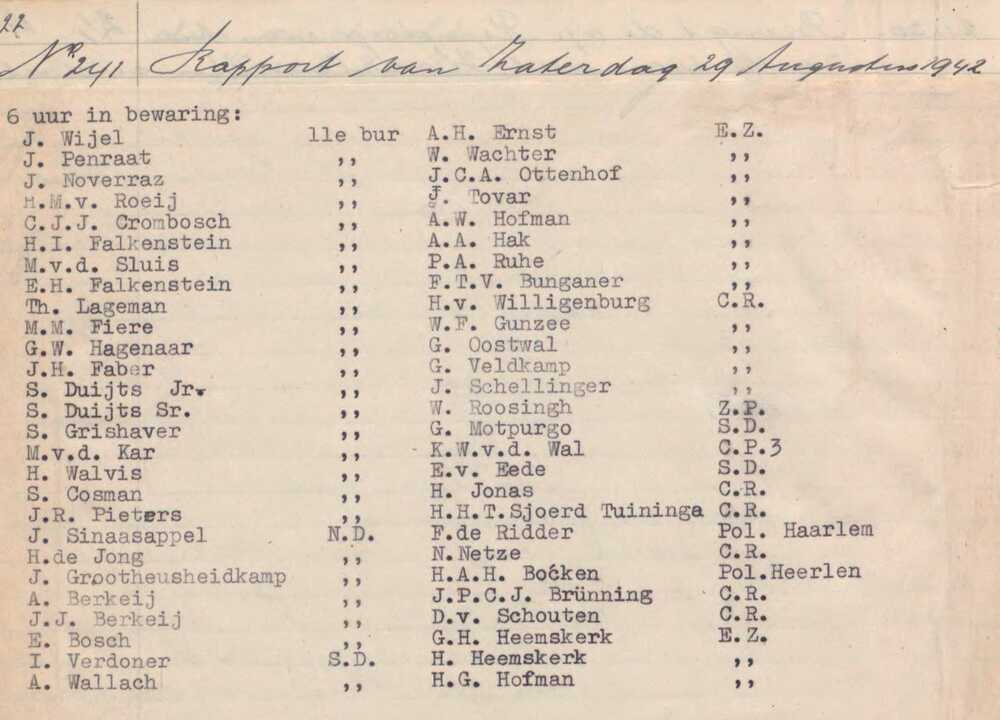 22
No. 241 Rapport van Zaterdag 29 Augustus 1942
6 uur in bewaring:
J. Wijel 11e bur A.H. Ernst E.Z.
J. Penraat ,, W. Wachter ,,
J. Noverraz ,, J.C.A. Ottenhof ,,
H.M.v. Roeij ,, J. Tovar ,,
C.J.J. Crombosch ,, A.W. Hofman ,,
H.I. Falkenstein ,, A.A. Hak ,,
M.v.d. Sluis ,, P.A. Ruhe ,,
E.H. Falkenstein ,, F.T.V. Bunganer ,,
Th. Lageman ,, H.v. Willigenburg C.R.
M.M. Fiere ,, W.F. Gunzee ,,
G.W. Hagenaar ,, G. Oostwal ,,
J.H. Faber ,, G. Veldkamp ,,
S. Duijts Jr. ,, J. Schellinger ,,
S. Duijts Sr. ,, W. Roosingh Z.P.
S. Grishaver ,, G. Motpurgo S.D.
M.v.d. Kar ,, K.W.v.d. Wal C.P.3
H. Walvis ,, E.v. Eede S.D.
S. Cosman ,, H. Jonas C.R.
J.R. Pieters ,, H.H.T.Sjoerd Tuininga C.R.
J. Sinaasappel N.D. F.de Ridder Pol. Haarlem
H.de Jong ,, N.Netze C.R.
J. Grootheusheidkamp ,, H.A.H. Bocken Pol.Heerlen
A. Berkeij ,, J.P.C.J. Brünning C.R.
J.J. Berkeij ,, D.v. Schouten C.R.
E. Bosch ,, G.H. Heemskerk E.Z.
I. Verdoner S.D. H. Heemskerk ,,
A. Wallach ,, H.G. Hofman ,,